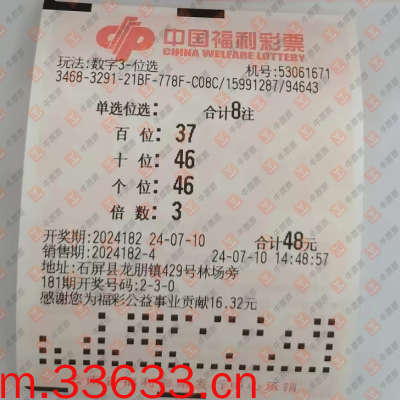 中国福利彩票
CHINA WELFARE LOTTERY
玩法:数字3-位选 机号:53061671
3468-3291-21BF-778F-C08C/15991287/94643
单选位选: 合计8注
百位: 37
十位: 46
个位: 46
倍数: 3
开奖期:2024182 24-07-10 合计48元
销售期:2024182-4 24-07-10 14:48:57
地址:石屏县龙朋镇429号林场旁
181期开奖号码:2-3-0
感谢您为福彩公益事业贡献16.32元
m.33633.cn